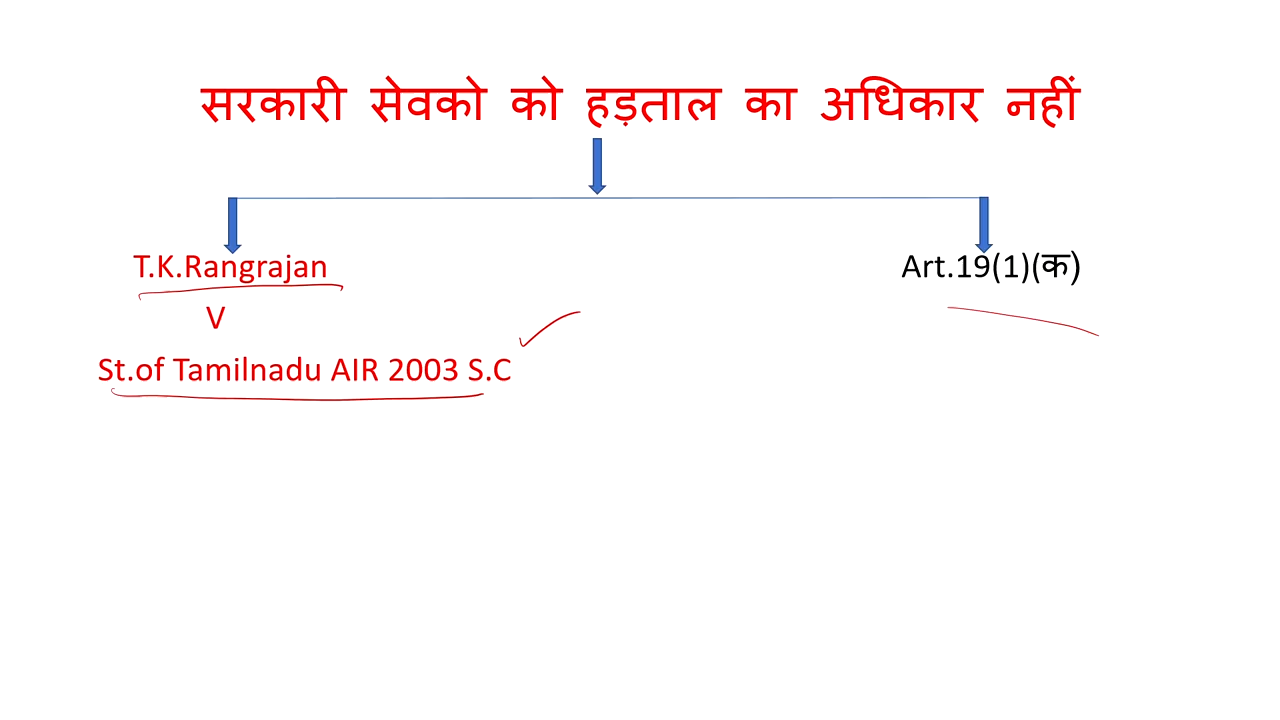 सरकारी सेवको को हड़ताल का अधिकार नहीं
T.K.Rangrajan
V
St.of Tamilnadu AIR 2003 S.C
Art.19(1)(क)